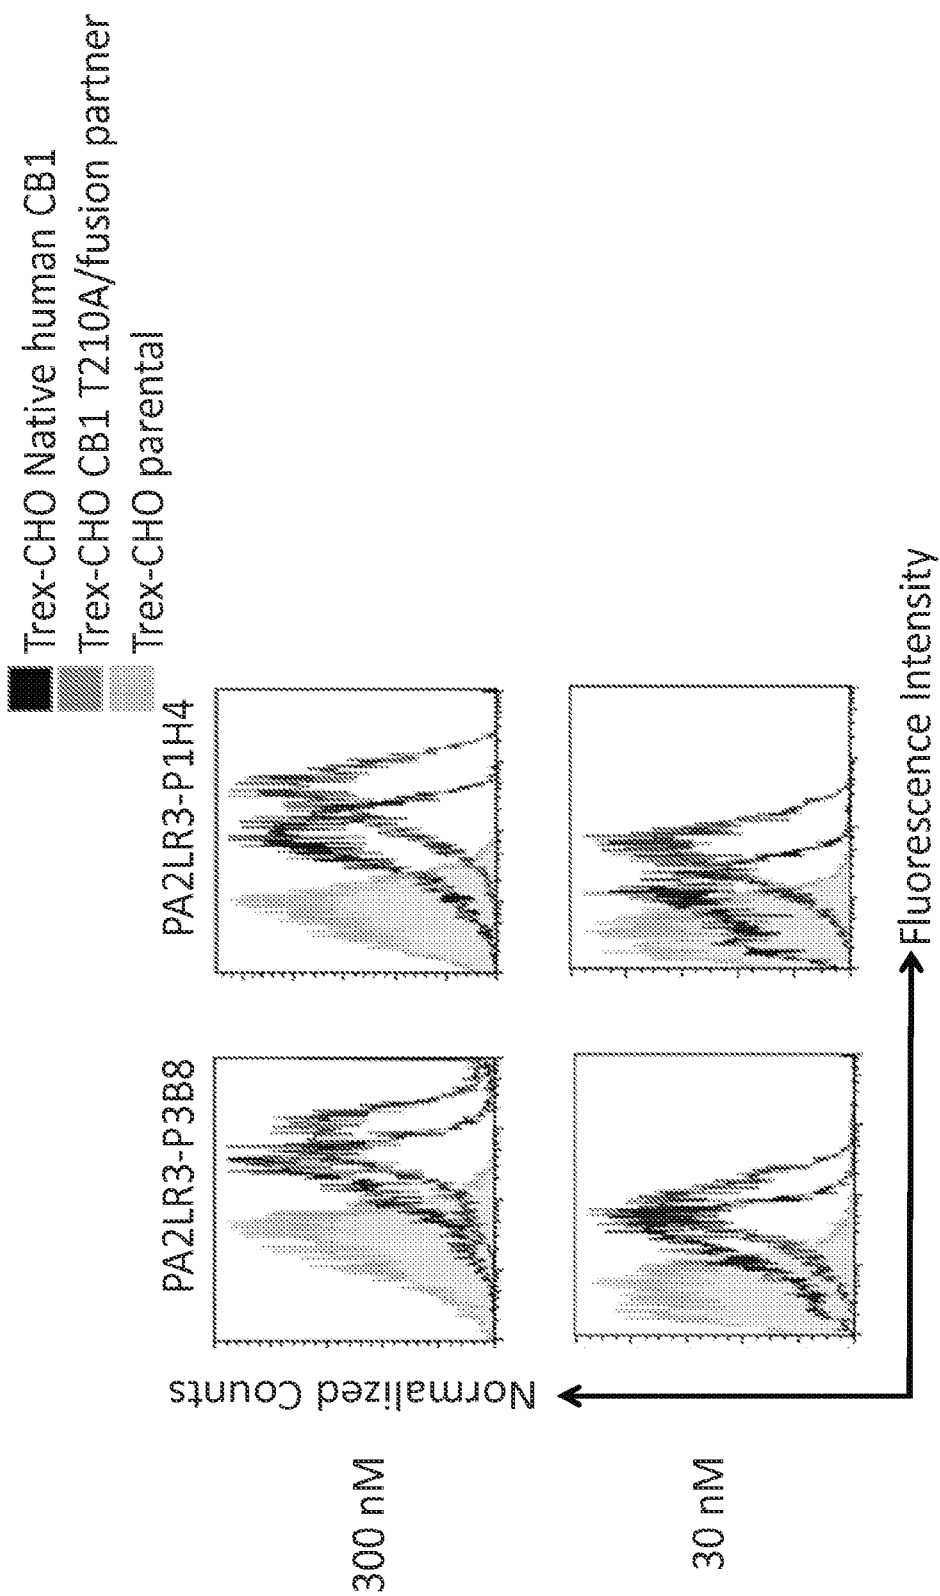 Trex-CHO Native human CB1
Trex-CHO CB1 T210A/fusion partner
Trex-CHO parental
PA2LR3-P3B8
PA2LR3-P1H4
300 nM
30 nM
Normalized Counts
Fluorescence Intensity